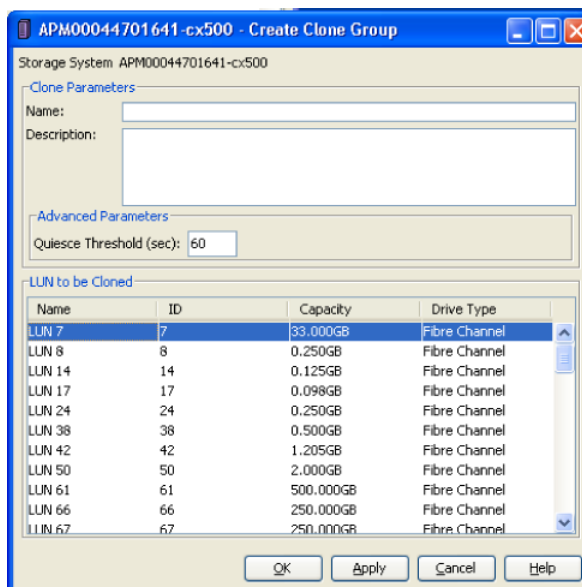 APM00044701641-cx500 - Create Clone Group
Storage System APM00044701641-cx500
Clone Parameters
Name:
Description:
Advanced Parameters
Quiesce Threshold (sec): 60
LUN to be Cloned
Name ID Capacity Drive Type
LUN 7 7 33.000GB Fibre Channel
LUN 8 8 0.250GB Fibre Channel
LUN 14 14 0.125GB Fibre Channel
LUN 17 17 0.098GB Fibre Channel
LUN 24 24 0.250GB Fibre Channel
LUN 38 38 0.500GB Fibre Channel
LUN 42 42 1.205GB Fibre Channel
LUN 50 50 2.000GB Fibre Channel
LUN 61 61 500.000GB Fibre Channel
LUN 66 66 250.000GB Fibre Channel
LUN 67 67 250.000GB Fibre Channel
OK Apply Cancel Help